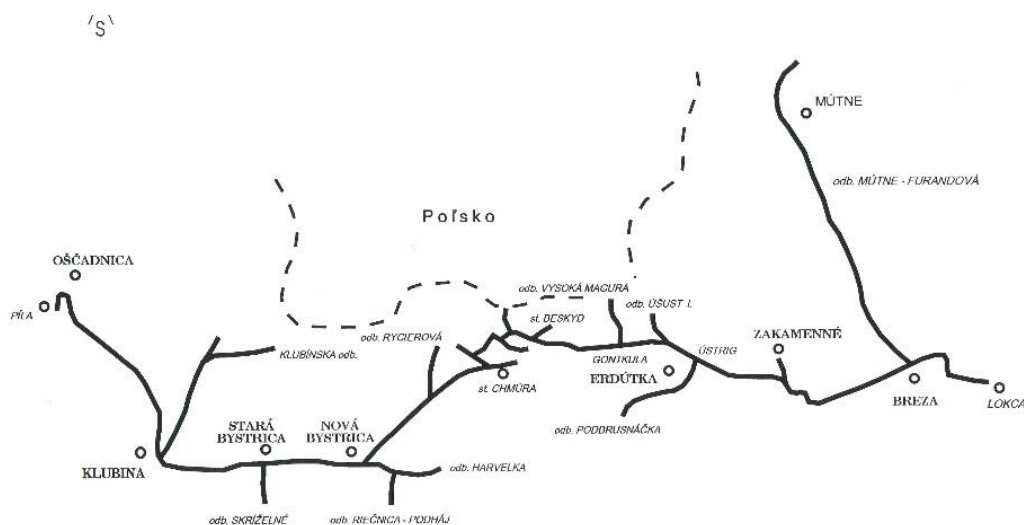 'S'
MÚTNE
odb. MÚTNE - FURANDOVÁ
Poľsko
OŠČADNICA
PÍLA
odb. VYSOKÁ MAGURA
odb. ÚŠUST I.
st. BESKYD
odb. RYCIEROVÁ
KLUBÍNSKA odb.
GONTKULA
ÚSTRIG
ZAKAMENNÉ
ERDÚTKA
st. CHMÚRA
BREZA
LOKCA
odb. PODDRUSNÁČKA
STARÁ
BYSTRICA
NOVÁ
BYSTRICA
KLUBINA
odb. HARVELKA
odb. SKRÍŽELNÉ
odb. RIEČNICA - PODHÁJ